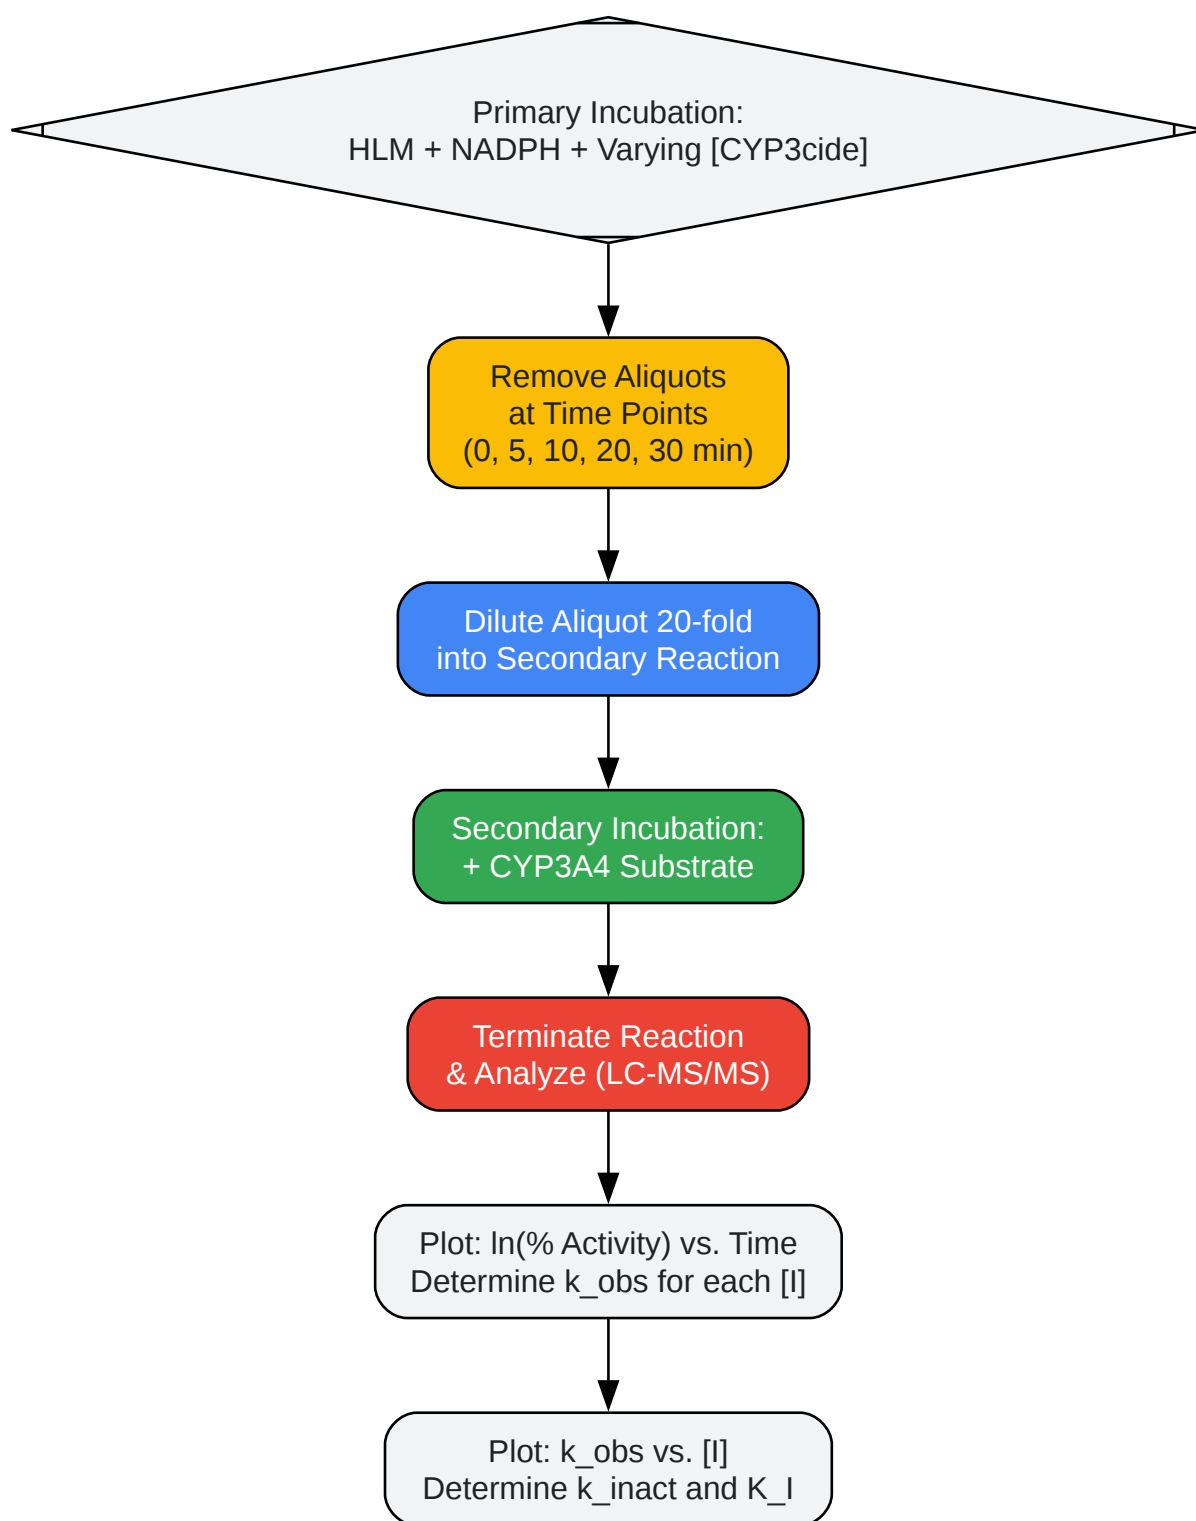 Primary Incubation:
HLM + NADPH + Varying [CYP3cide]
Remove Aliquots
at Time Points
(0, 5, 10, 20, 30 min)
Dilute Aliquot 20-fold
into Secondary Reaction
Secondary Incubation:
+ CYP3A4 Substrate
Terminate Reaction
& Analyze (LC-MS/MS)
Plot: ln(% Activity) vs. Time
Determine k_obs for each [I]
Plot: k_obs vs. [I]
Determine k_inact and K_I